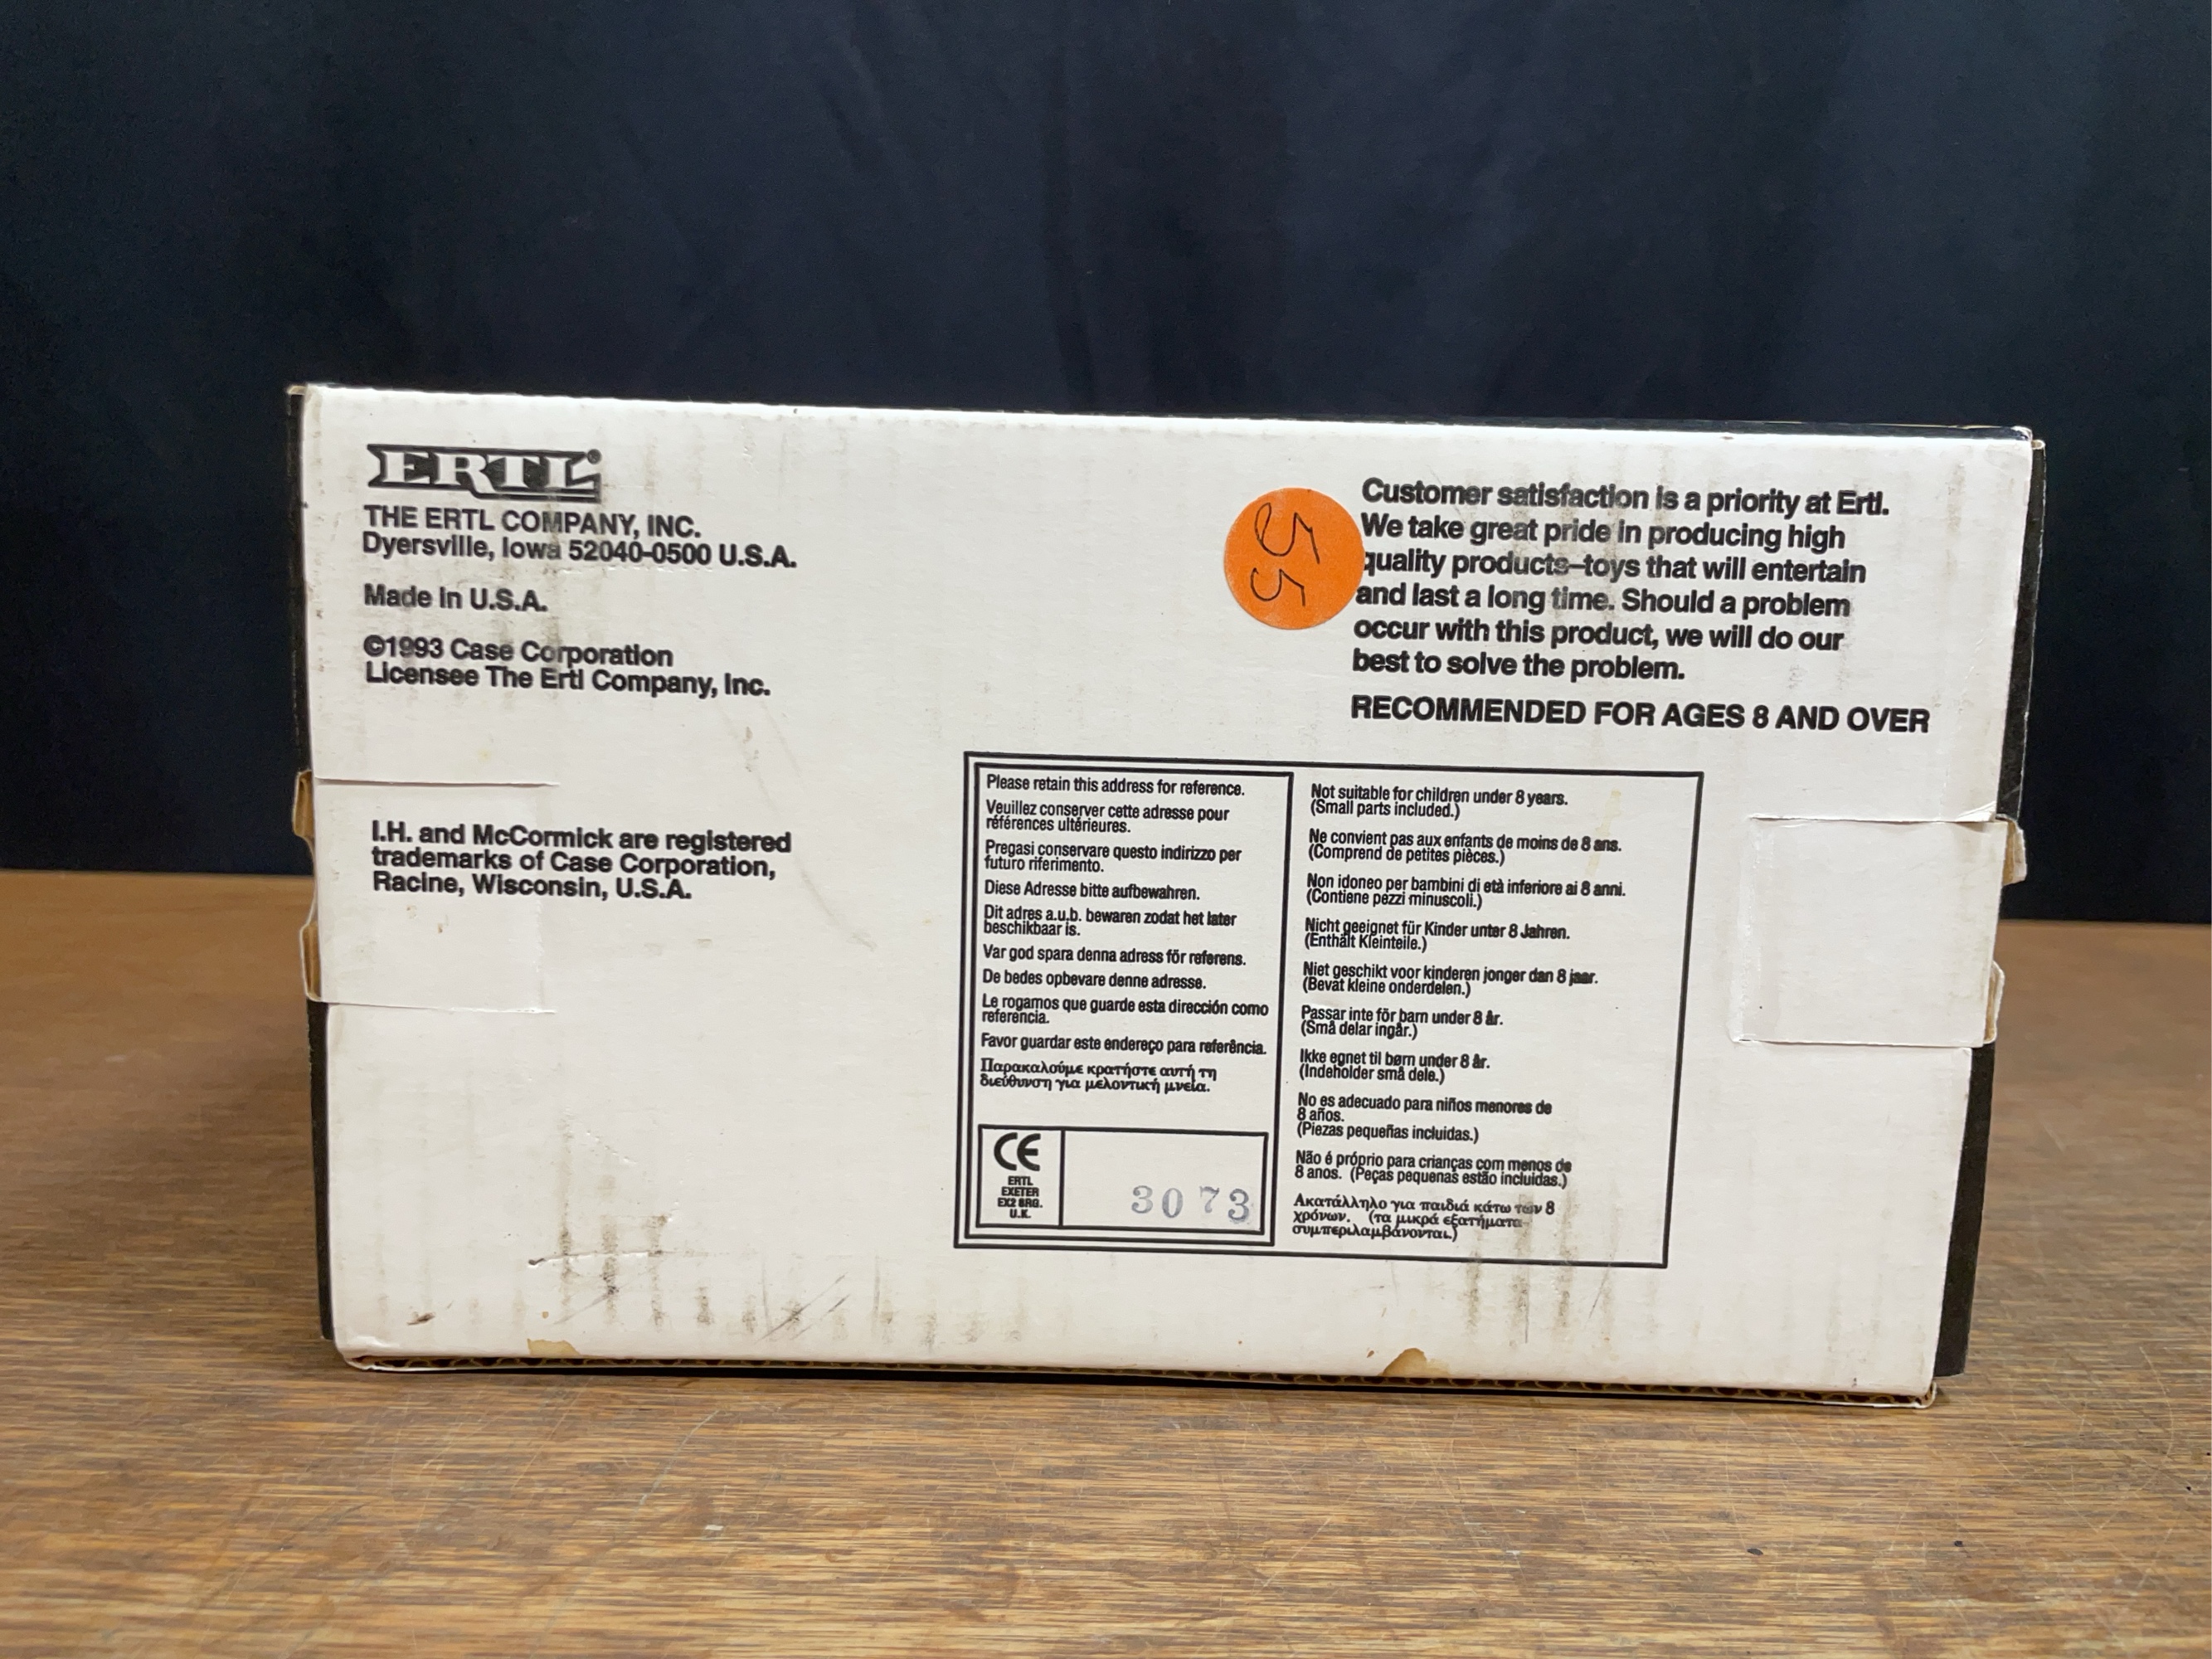 ERTL®
THE ERTL COMPANY, INC.
Dyersville, Iowa 52040-0500 U.S.A.
Made in U.S.A.
©1993 Case Corporation
Licensee The Ertl Company, Inc.
I.H. and McCormick are registered
trademarks of Case Corporation,
Racine, Wisconsin, U.S.A.
55
Customer satisfaction is a priority at Ertl.
We take great pride in producing high
quality products–toys that will entertain
and last a long time. Should a problem
occur with this product, we will do our
best to solve the problem.
RECOMMENDED FOR AGES 8 AND OVER
Please retain this address for reference.
Veuillez conserver cette adresse pour
références ultérieures.
Pregasi conservare questo indirizzo per
futuro riferimento.
Diese Adresse bitte aufbewahren.
Dit adres a.u.b. bewaren zodat het later
beschikbaar is.
Var god spara denna adress för referens.
De bedes opbevare denne adresse.
Le rogamos que guarde esta dirección como
referencia.
Favor guardar este endereço para referência.
Παρακαλούμε κρατήστε αυτή τη
διεύθυνση για μελοντική μνεία.
CE
ERTL
EXETER
EX2 8RQ.
U.K.
3073
Not suitable for children under 8 years.
(Small parts included.)
Ne convient pas aux enfants de moins de 8 ans.
(Comprend de petites pièces.)
Non idoneo per bambini di età inferiore ai 8 anni.
(Contiene pezzi minuscoli.)
Nicht geeignet für Kinder unter 8 Jahren.
(Enthält Kleinteile.)
Niet geschikt voor kinderen jonger dan 8 jaar.
(Bevat kleine onderdelen.)
Passar inte för barn under 8 år.
(Små delar ingår.)
Ikke egnet til børn under 8 år.
(Indeholder små dele.)
No es adecuado para niños menores de
8 años.
(Piezas pequeñas incluidas.)
Não é próprio para crianças com menos de
8 anos. (Peças pequenas estão incluidas.)
Ακατάλληλο για παιδιά κάτω των 8
χρόνων. (τα μικρά εξατήματα
συμπεριλαμβάνονται.)